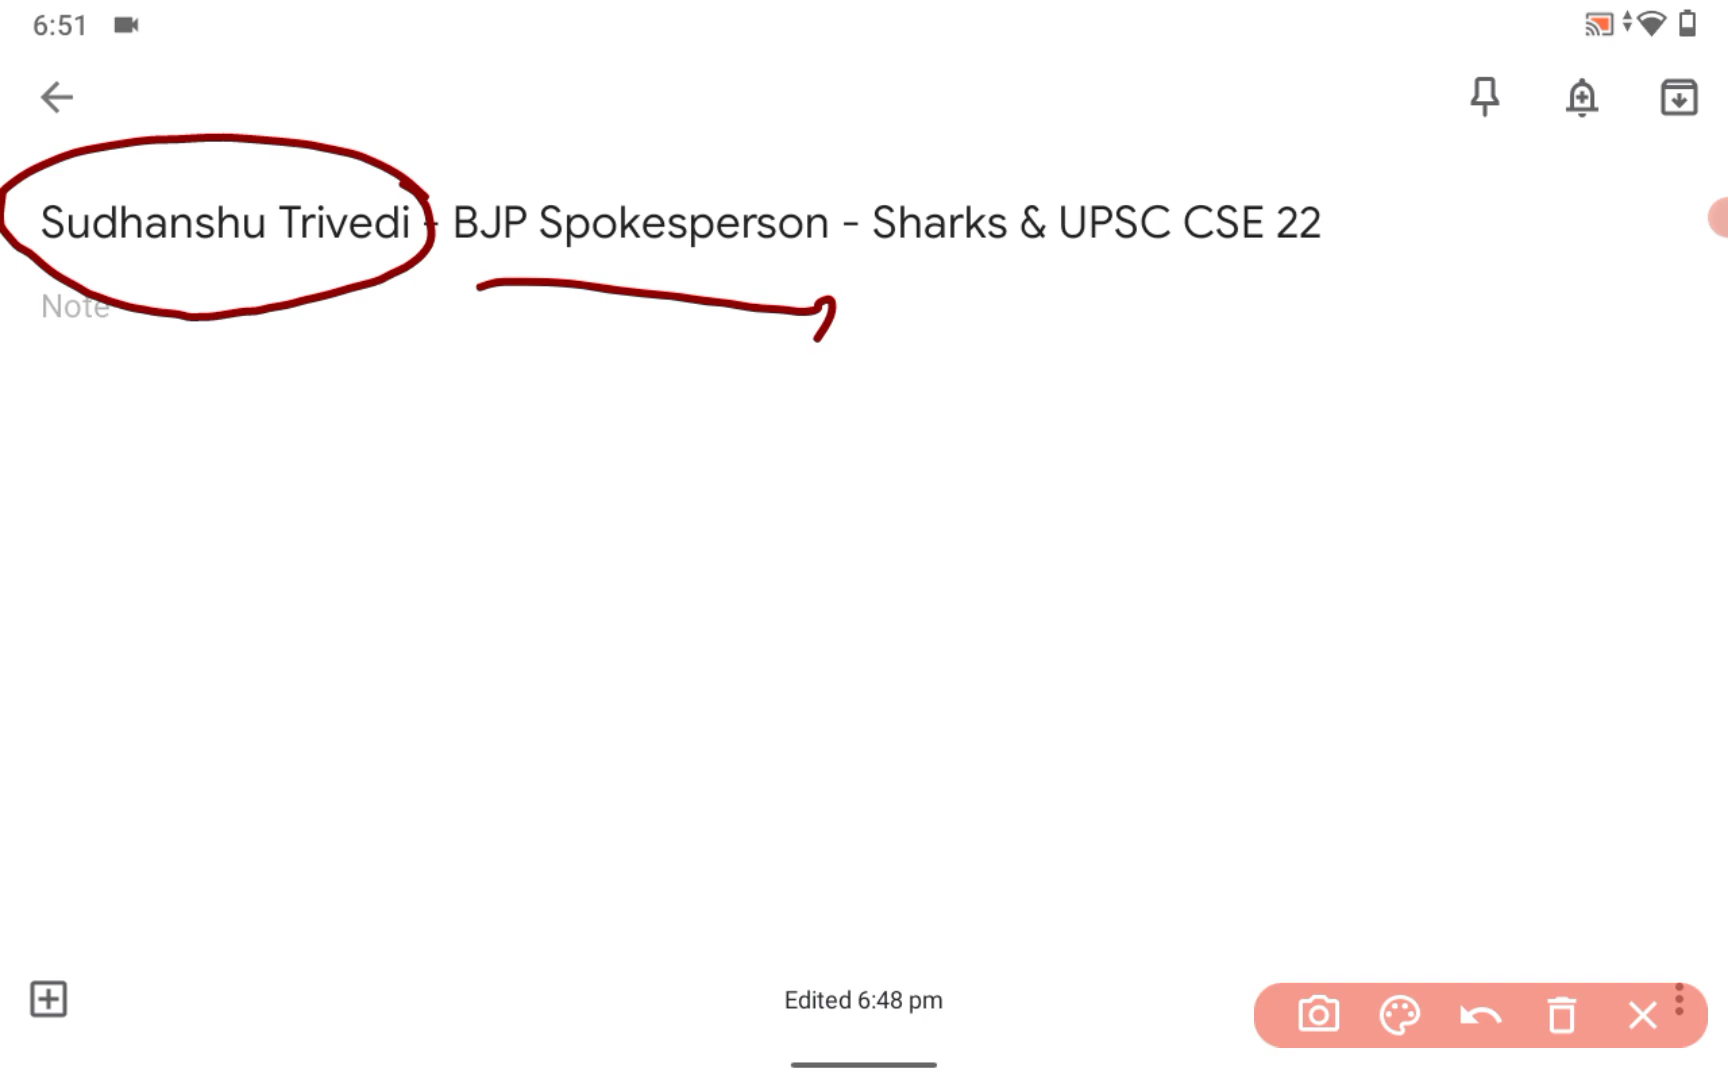 6:51
Sudhanshu Trivedi - BJP Spokesperson - Sharks & UPSC CSE 22
Note
Edited 6:48 pm